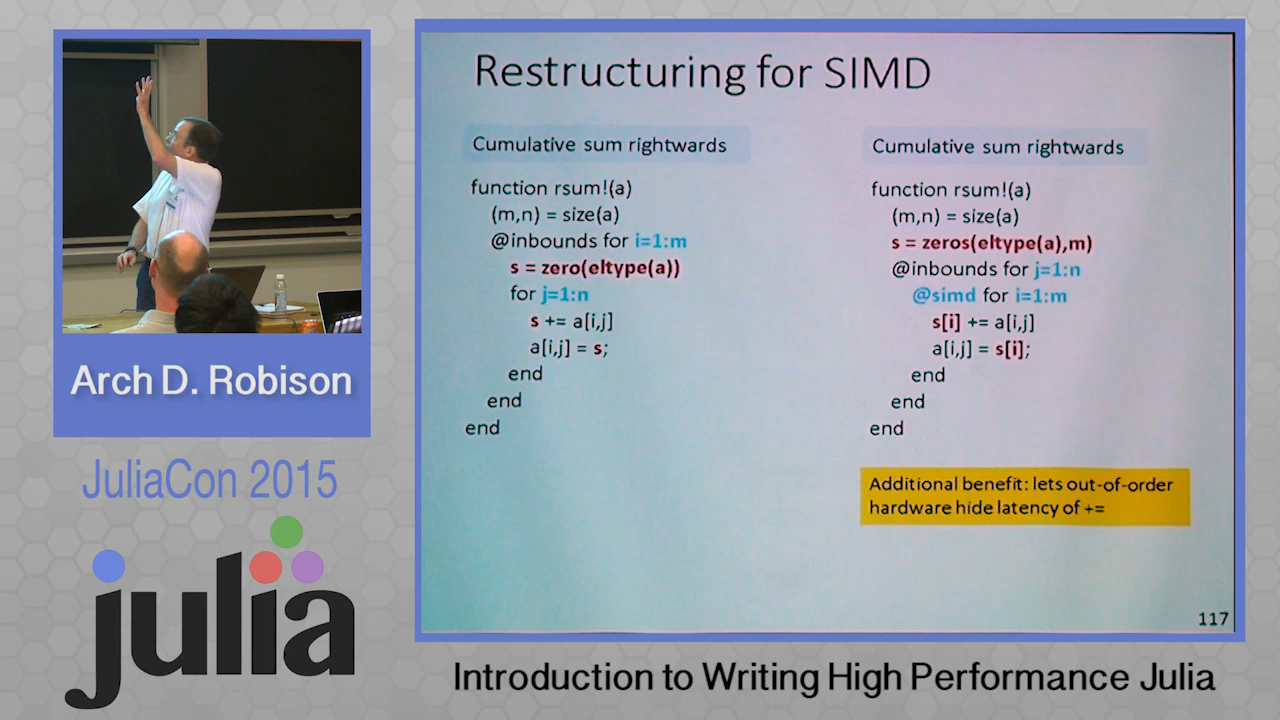 Restructuring for SIMD
Cumulative sum rightwards
function rsum!(a)
(m,n) = size(a)
@inbounds for i=1:m
s = zero(eltype(a))
for j=1:n
s += a[i,j]
a[i,j] = s;
end
end
end
Cumulative sum rightwards
function rsum!(a)
(m,n) = size(a)
s = zeros(eltype(a),m)
@inbounds for j=1:n
@simd for i=1:m
s[i] += a[i,j]
a[i,j] = s[i];
end
end
end
Additional benefit: lets out-of-order
hardware hide latency of +=
117
Arch D. Robison
JuliaCon 2015
julia
Introduction to Writing High Performance Julia